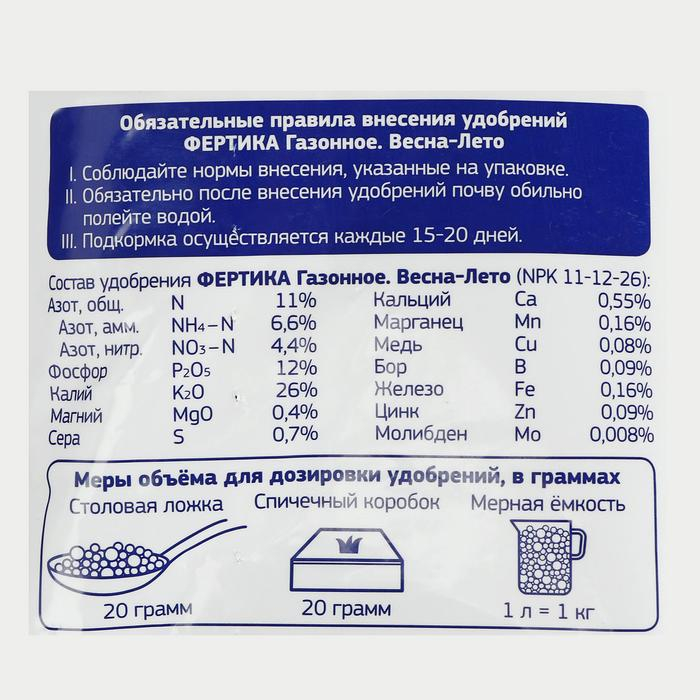 Обязательные правила внесения удобрений
ФЕРТИКА Газонное. Весна-Лето
I. Соблюдайте нормы внесения, указанные на упаковке.
II. Обязательно после внесения удобрений почву обильно
полейте водой.
III. Подкормка осуществляется каждые 15-20 дней.
Состав удобрения ФЕРТИКА Газонное. Весна-Лето (NPK 11-12-26):
Азот, общ. N 11% Кальций Ca 0,55%
Азот, амм. NH₄–N 6,6% Марганец Mn 0,16%
Азот, нитр. NO₃–N 4,4% Медь Cu 0,08%
Фосфор P₂O₅ 12% Бор B 0,09%
Калий K₂O 26% Железо Fe 0,16%
Магний MgO 0,4% Цинк Zn 0,09%
Сера S 0,7% Молибден Mo 0,008%
Меры объёма для дозировки удобрений, в граммах
Столовая ложка Спичечный коробок Мерная ёмкость
20 грамм 20 грамм 1 л = 1 кг